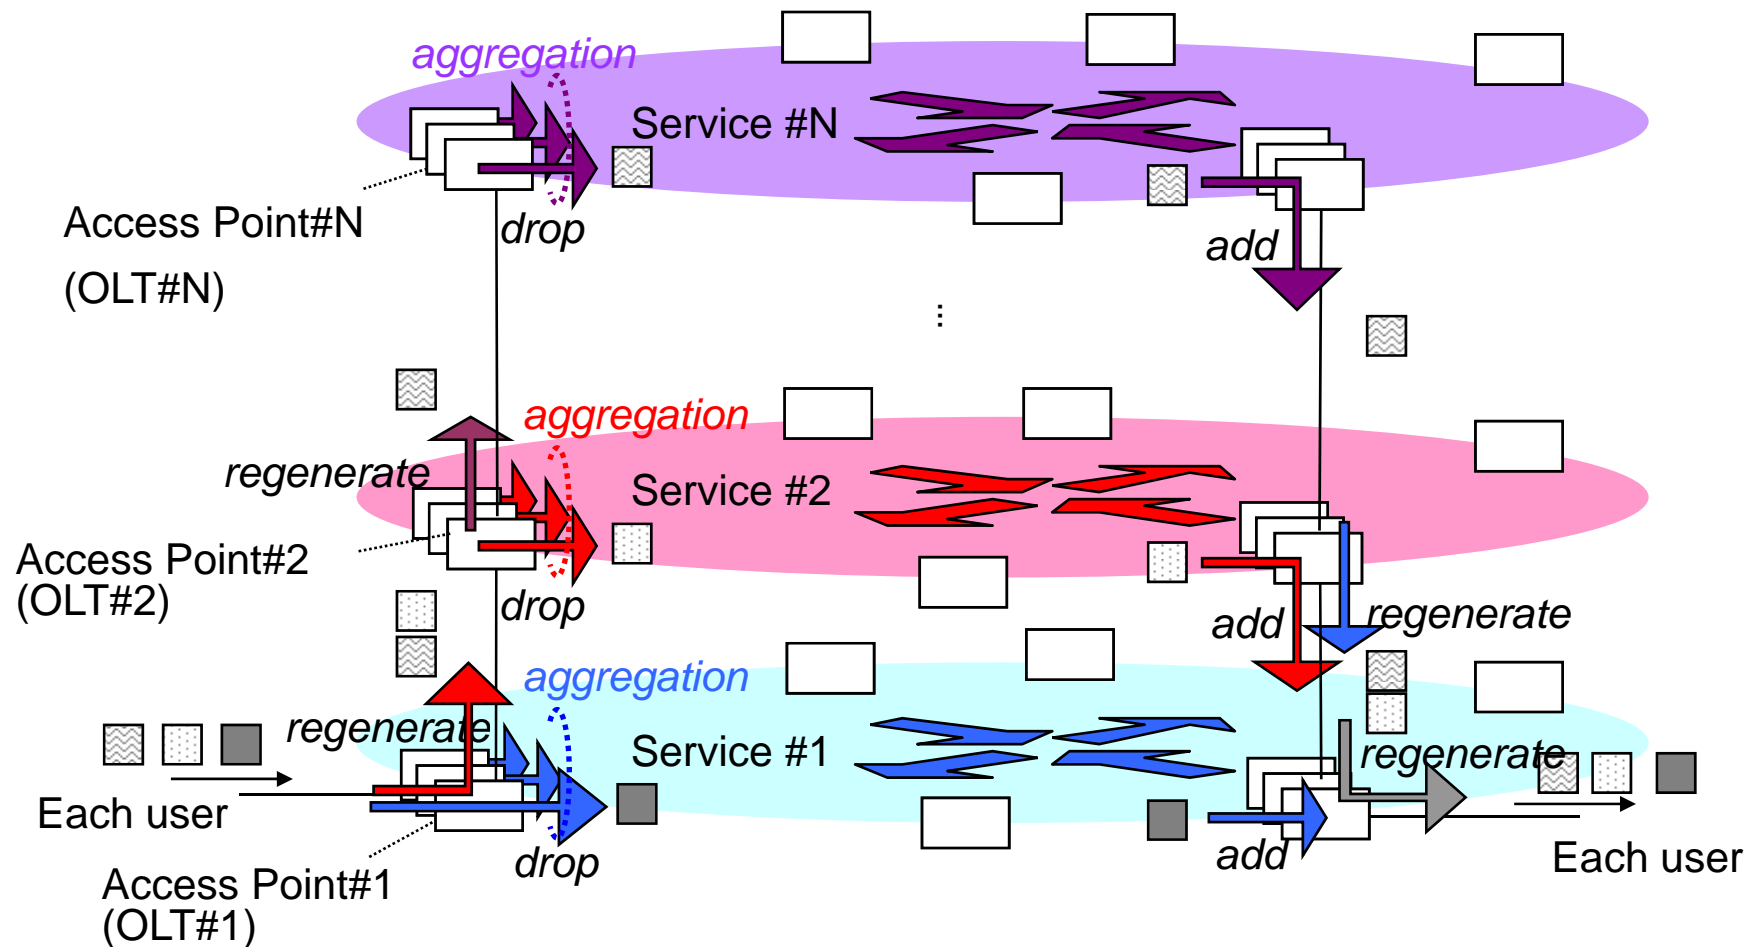 aggregation
Service #N
Access Point#N
(OLT#N)
drop
add
...
aggregation
regenerate
Service #2
Access Point#2
(OLT#2)
drop
add
regenerate
aggregation
regenerate
Service #1
regenerate
Each user
drop
add
Each user
Access Point#1
(OLT#1)